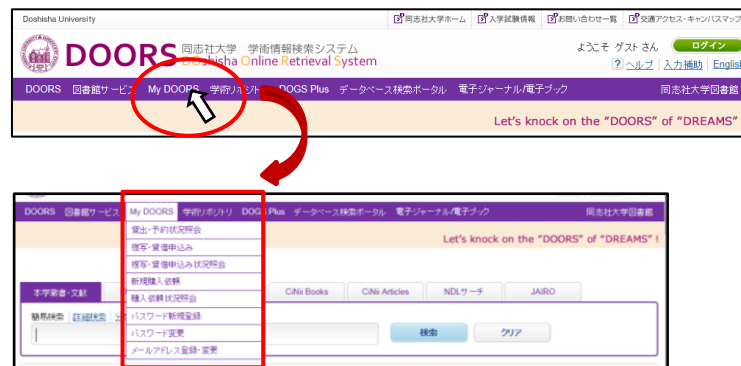 Doshisha University
同志社大学ホーム 入学試験情報 お問い合わせ一覧 交通アクセス・キャンパスマップ
DOORS 同志社大学 学術情報検索システム
DOshisha Online Retrieval System
ようこそ ゲスト さん ログイン
? ヘルプ 入力補助 English
DOORS 図書館サービス My DOORS 学術リポジトリ DOGS Plus データベース検索ポータル 電子ジャーナル/電子ブック 同志社大学図書館
Let's knock on the “DOORS” of “DREAMS”
DOORS 図書館サービス My DOORS 学術リポジトリ DOGS Plus データベース検索ポータル 電子ジャーナル/電子ブック 同志社大学図書館
Let's knock on the “DOORS” of “DREAMS” !
貸出・予約状況照会
複写・貸借申込み
複写・貸借申込み状況照会
新規購入依頼
購入依頼状況照会
パスワード新規登録
パスワード変更
メールアドレス登録・変更
本学蔵書・文献 CiNii Books CiNii Articles NDLサーチ JAIRO
簡易検索 詳細検索
検索 クリア